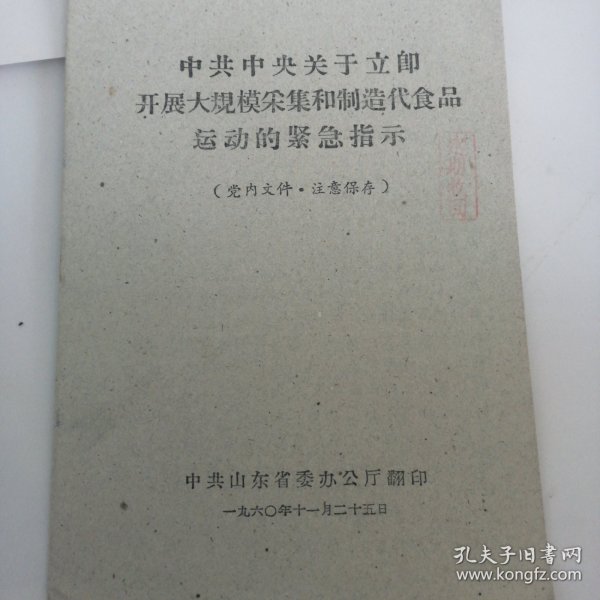 中共中央关于立即
开展大規模采集和制造代食品
运动的紧急指示
（党内文件·注意保存）
中共山东省委办公厅翻印
一九六〇年十一月二十五日
孔夫子旧书网
www.kongfz.com